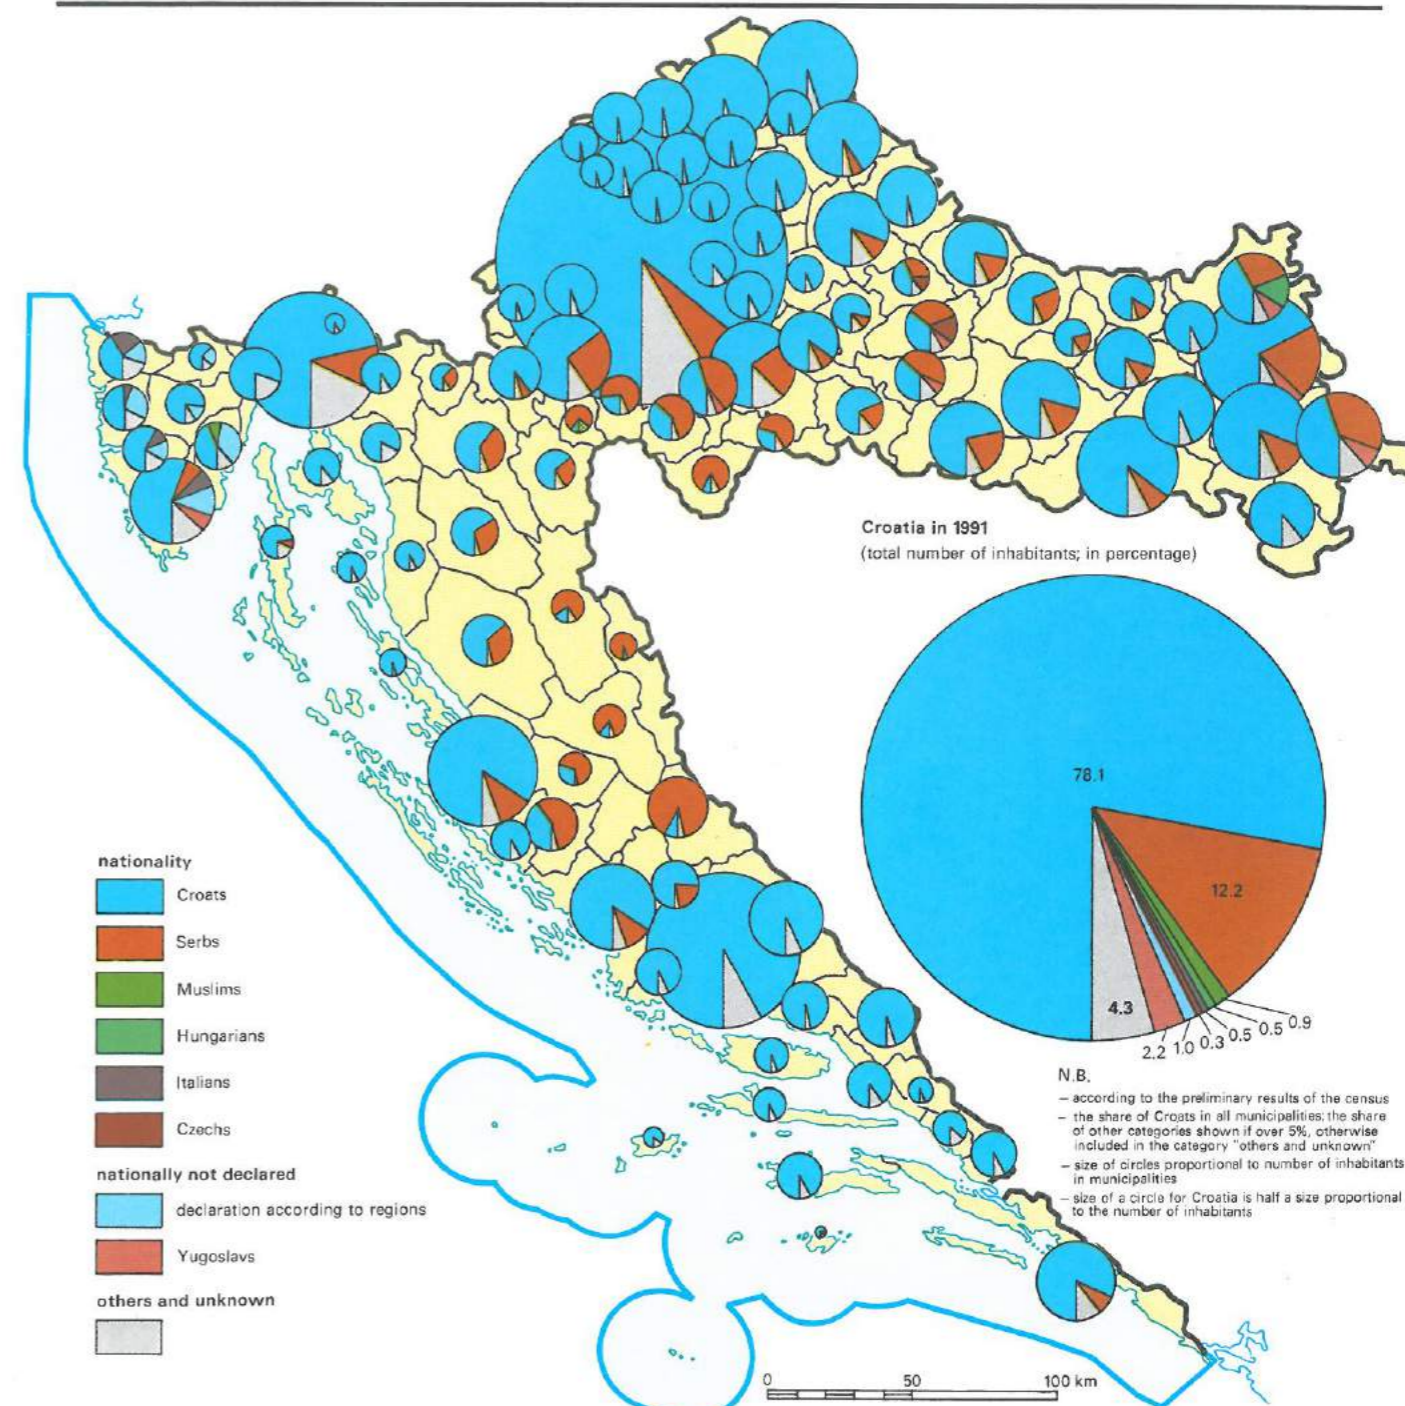 Croatia in 1991
(total number of inhabitants; in percentage)
78.1
12.2
4.3
2.2 1.0 0.3 0.5 0.5 0.9
nationality
Croats
Serbs
Muslims
Hungarians
Italians
Czechs
nationally not declared
declaration according to regions
Yugoslavs
others and unknown
N.B.
– according to the preliminary results of the census
– the share of Croats in all municipalities; the share
of other categories shown if over 5%, otherwise
included in the category "others and unknown"
– size of circles proportional to number of inhabitants
in municipalities
– size of a circle for Croatia is half a size proportional
to the number of inhabitants
0 50 100 km